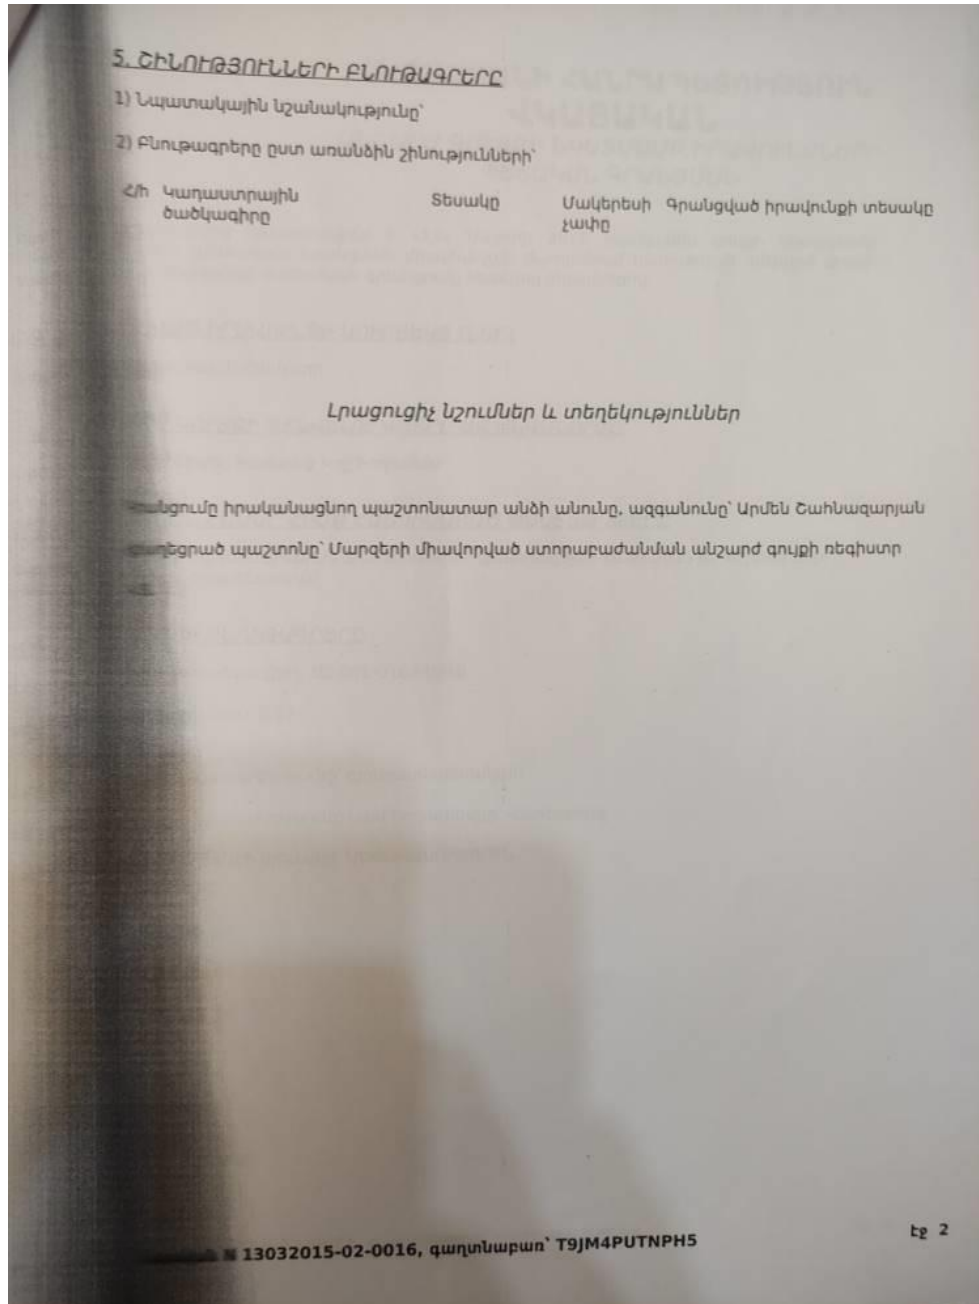 5. ՇԻՆՈՒԹՅՈՒՆՆԵՐԻ ԲՆՈՒԹԱԳՐԵՐԸ
1) Նպատակային նշանակությունը՝
2) Բնութագրերը ըստ առանձին շինությունների՝
Հ/հ Կադաստրային Տեսակը Մակերեսի Գրանցված իրավունքի տեսակը
ծածկագիրը չափը
Լրացուցիչ նշումներ և տեղեկություններ
իրականացնող պաշտոնատար անձի անունը, ազգանունը՝ Արմեն Շահնազարյան
պաշտոնը՝ Մարզերի միավորված ստորաբաժանման անշարժ գույքի ռեգիստր
N 13032015-02-0016, գաղտնաբառ՝ T9JM4PUTNPH5
էջ 2